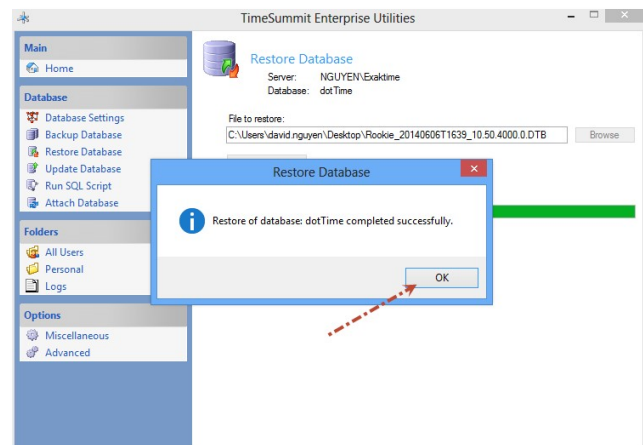 TimeSummit Enterprise Utilities
Main
Home
Database
Database Settings
Backup Database
Restore Database
Update Database
Run SQL Script
Attach Database
Folders
All Users
Personal
Logs
Options
Miscellaneous
Advanced
Restore Database
Server: NGUYEN\Exaktime
Database: dotTime
File to restore:
C:\Users\david.nguyen\Desktop\Rookie_20140606T1639_10.50.4000.0.DTB
Browse
Restore Database
Restore of database: dotTime completed successfully.
OK